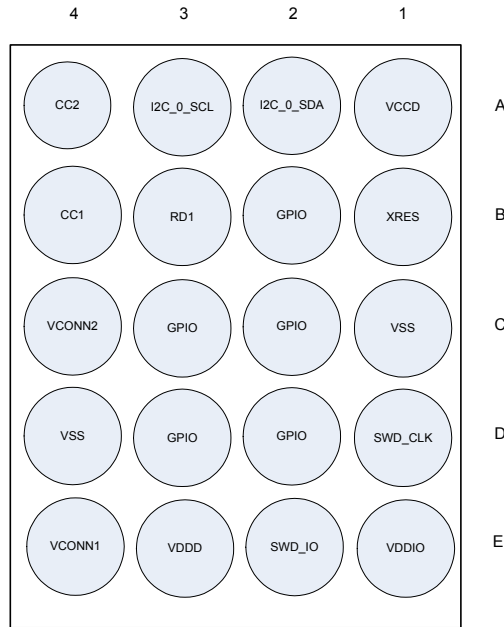 4 3 2 1
CC2 I2C_0_SCL I2C_0_SDA VCCD A
CC1 RD1 GPIO XRES B
VCONN2 GPIO GPIO VSS C
VSS GPIO GPIO SWD_CLK D
VCONN1 VDDD SWD_IO VDDIO E